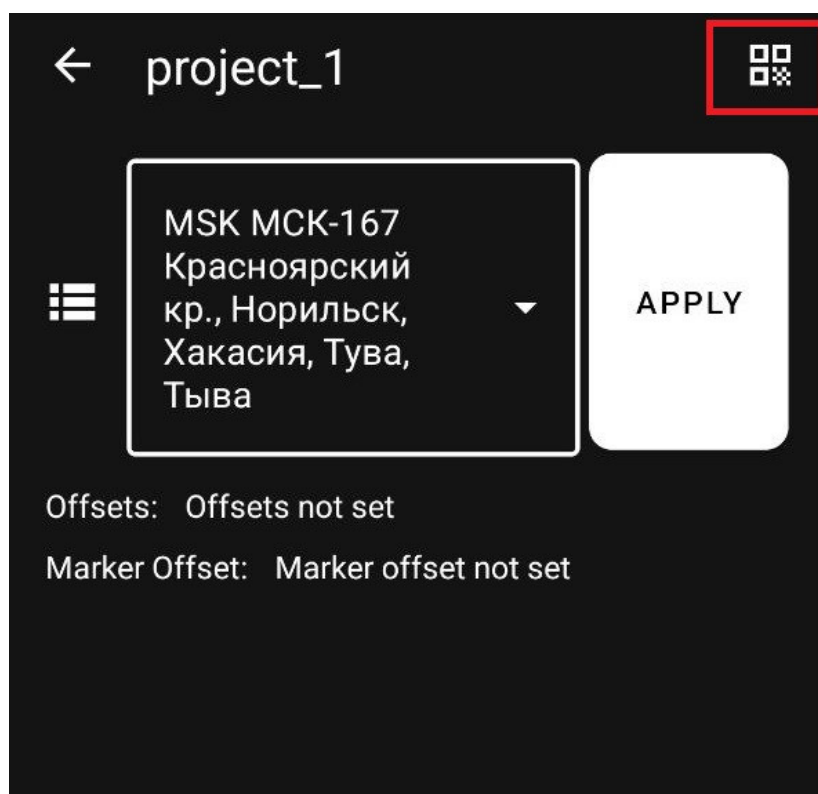 project_1
MSK МСК-167
Красноярский
кр., Норильск,
Хакасия, Тува,
Тыва
APPLY
Offsets: Offsets not set
Marker Offset: Marker offset not set